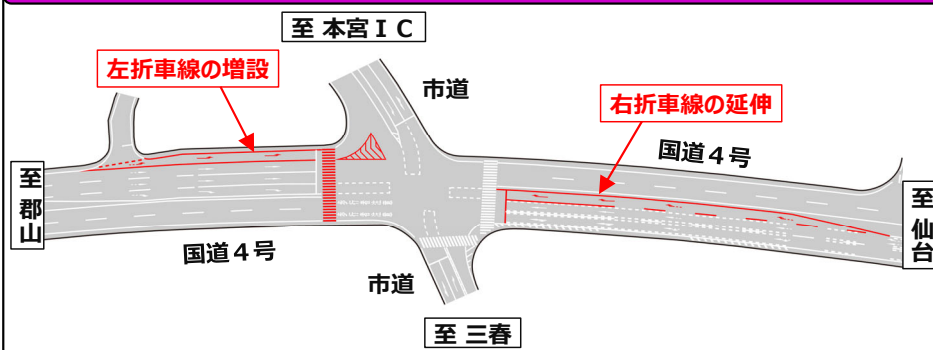 至 本宮ＩＣ
左折車線の増設
市道
右折車線の延伸
国道４号
至 郡山
至 仙台
国道４号
市道
至 三春